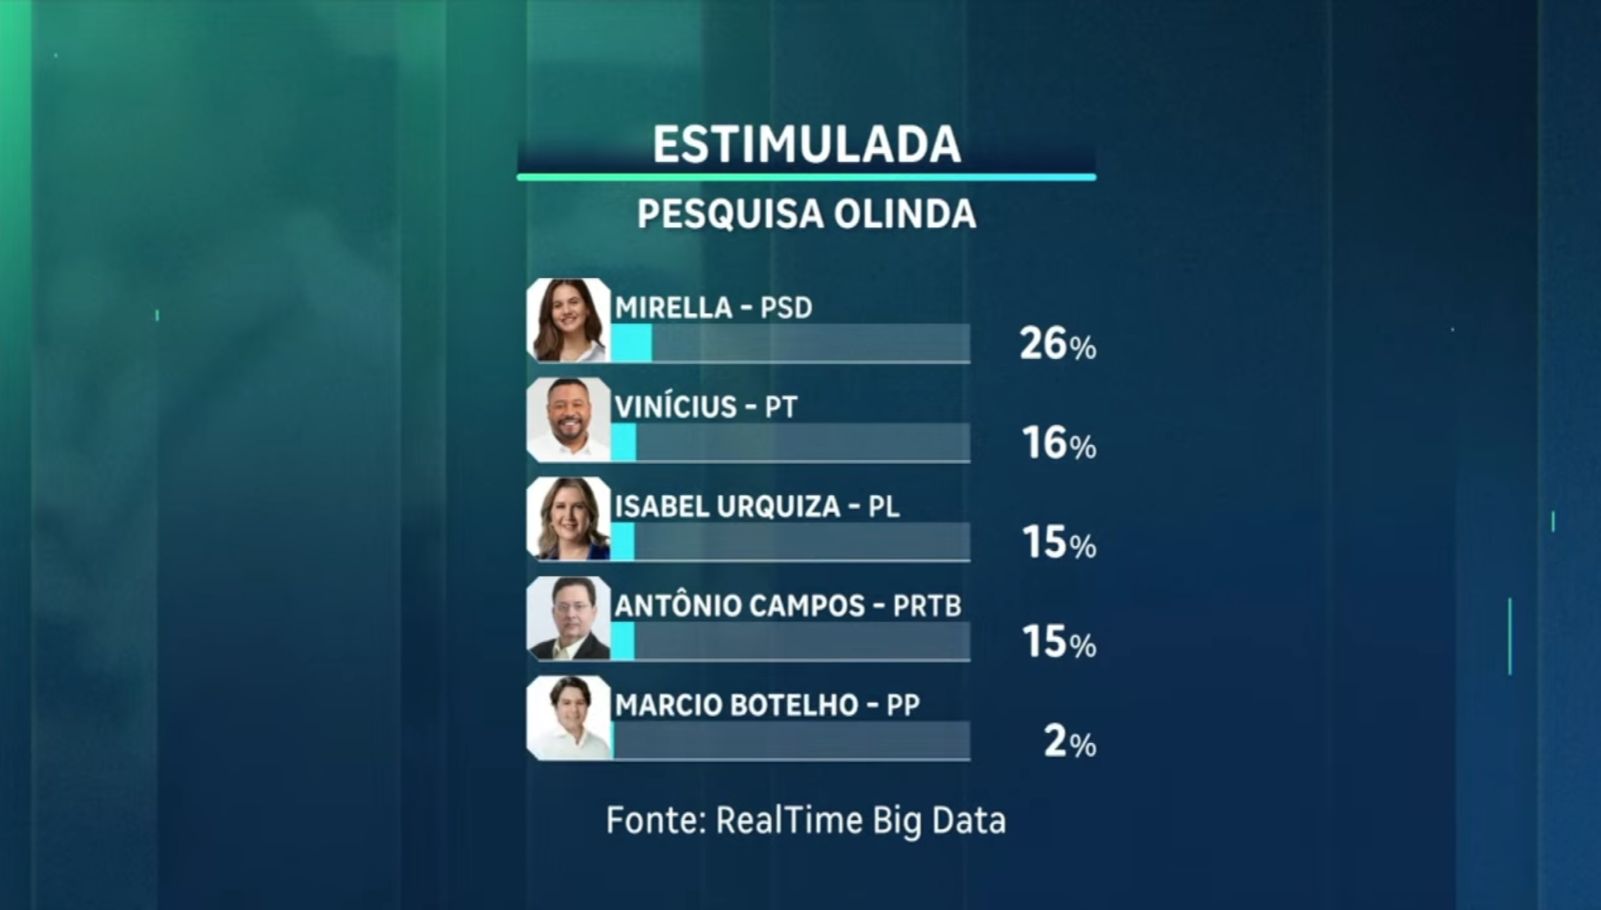 ESTIMULADA
PESQUISA OLINDA
MIRELLA - PSD
26%
VINÍCIUS - PT
16%
ISABEL URQUIZA - PL
15%
ANTÔNIO CAMPOS - PRTB
15%
MARCIO BOTELHO - PP
2%
Fonte: RealTime Big Data